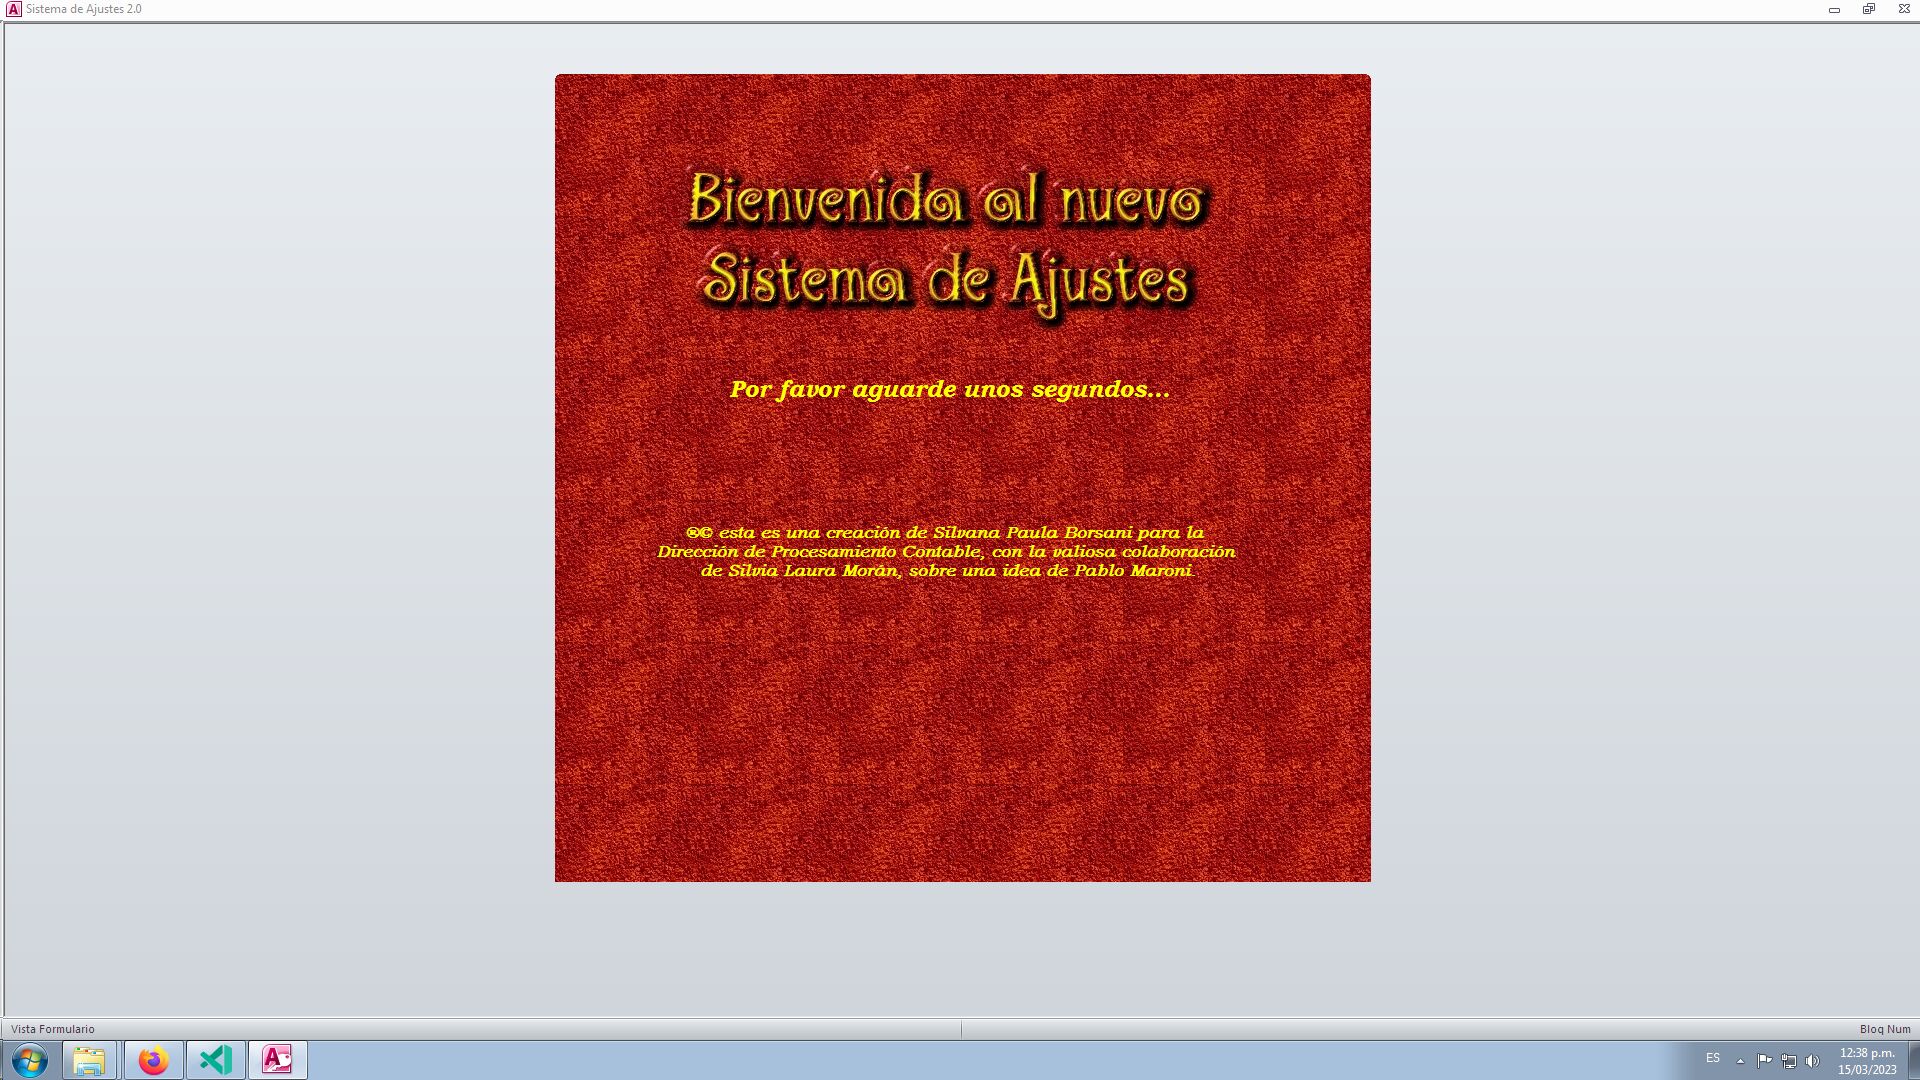 Sistema de Ajustes 2.0
Bienvenida al nuevo
Sistema de Ajustes
Por favor aguarde unos segundos...
®© esta es una creación de Silvana Paula Borsani para la
Dirección de Procesamiento Contable, con la valiosa colaboración
de Silvia Laura Morán, sobre una idea de Pablo Maroni.
Vista Formulario
Bloq Num
ES
12:38 p.m.
15/03/2023